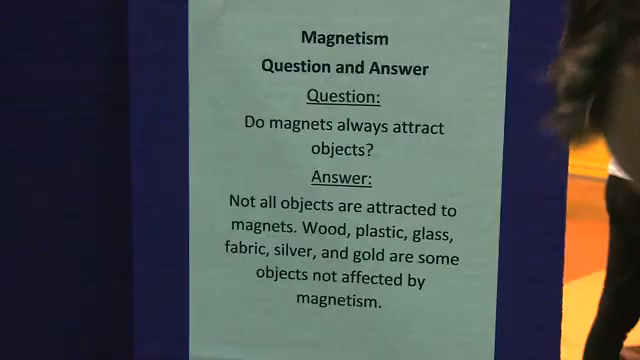 Magnetism
Question and Answer
Question:
Do magnets always attract
objects?
Answer:
Not all objects are attracted to
magnets. Wood, plastic, glass,
fabric, silver, and gold are some
objects not affected by
magnetism.